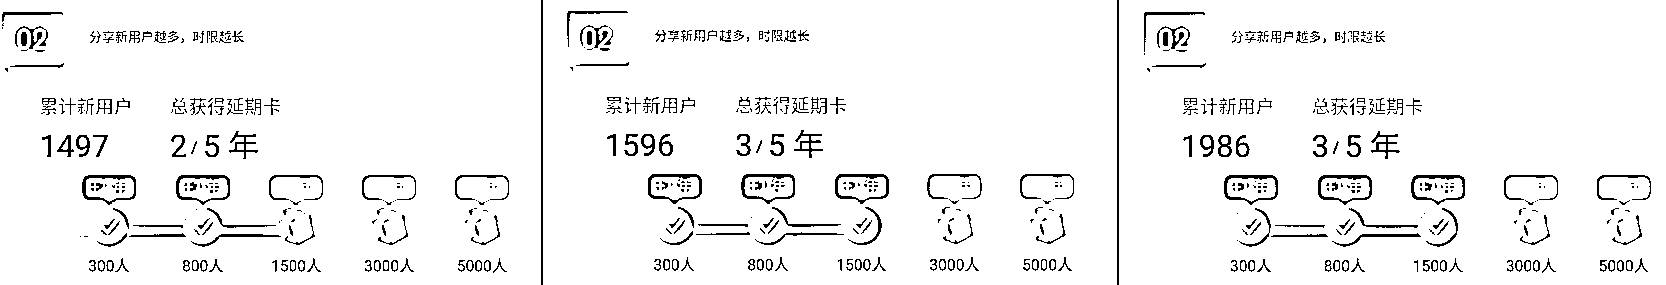 02 分享新用户越多，时限越长
累计新用户 总获得延期卡
1497 2/5 年
300人 800人 1500人 3000人 5000人
02 分享新用户越多，时限越长
累计新用户 总获得延期卡
1596 3/5 年
300人 800人 1500人 3000人 5000人
02 分享新用户越多，时限越长
累计新用户 总获得延期卡
1986 3/5 年
300人 800人 1500人 3000人 5000人